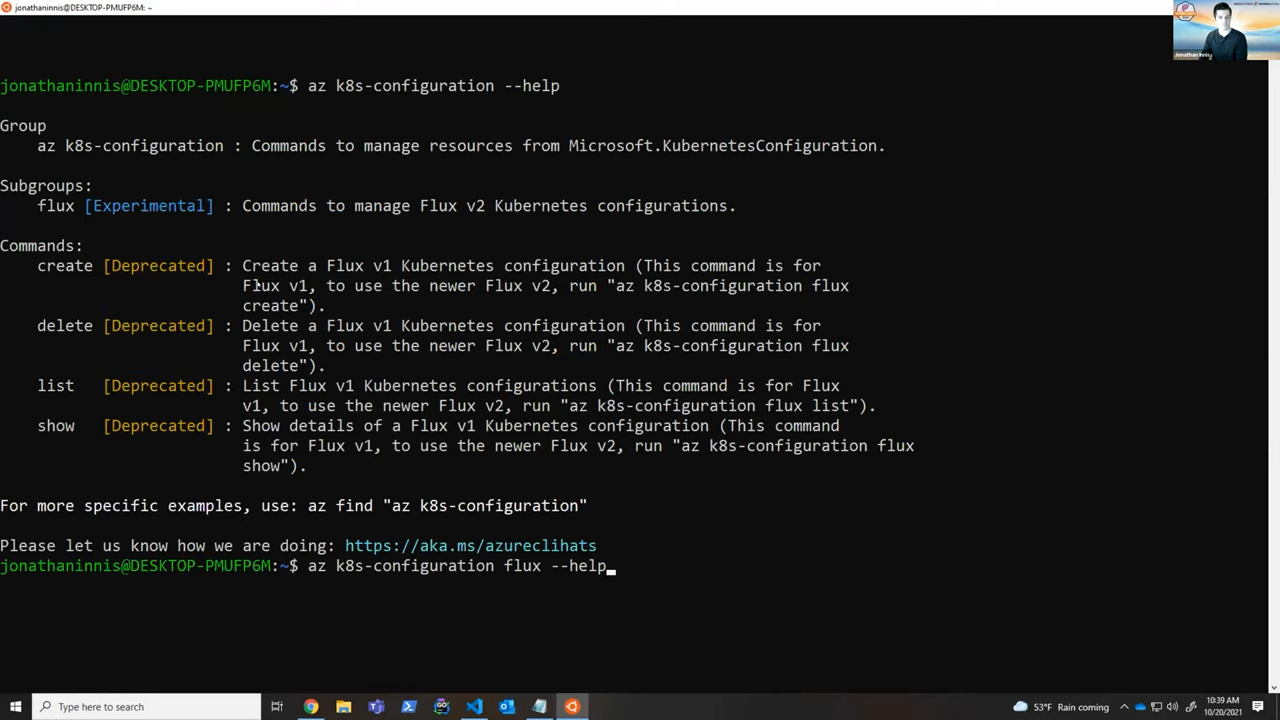 jonathaninnis@DESKTOP-PMUFP6M: ~
jonathaninnis@DESKTOP-PMUFP6M:~$ az k8s-configuration --help
Group
az k8s-configuration : Commands to manage resources from Microsoft.KubernetesConfiguration.
Subgroups:
flux [Experimental] : Commands to manage Flux v2 Kubernetes configurations.
Commands:
create [Deprecated] : Create a Flux v1 Kubernetes configuration (This command is for
Flux v1, to use the newer Flux v2, run "az k8s-configuration flux
create").
delete [Deprecated] : Delete a Flux v1 Kubernetes configuration (This command is for
Flux v1, to use the newer Flux v2, run "az k8s-configuration flux
delete").
list [Deprecated] : List Flux v1 Kubernetes configurations (This command is for Flux
v1, to use the newer Flux v2, run "az k8s-configuration flux list").
show [Deprecated] : Show details of a Flux v1 Kubernetes configuration (This command
is for Flux v1, to use the newer Flux v2, run "az k8s-configuration flux
show").
For more specific examples, use: az find "az k8s-configuration"
Please let us know how we are doing: https://aka.ms/azureclihats
jonathaninnis@DESKTOP-PMUFP6M:~$ az k8s-configuration flux --help
Jonathan Innis
Type here to search
53°F Rain coming
10:39 AM
10/20/2021